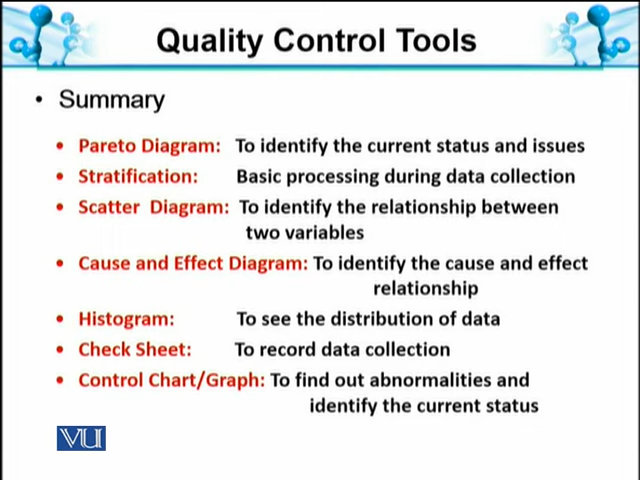 Quality Control Tools
• Summary
• Pareto Diagram: To identify the current status and issues
• Stratification: Basic processing during data collection
• Scatter Diagram: To identify the relationship between
two variables
• Cause and Effect Diagram: To identify the cause and effect
relationship
• Histogram: To see the distribution of data
• Check Sheet: To record data collection
• Control Chart/Graph: To find out abnormalities and
identify the current status
VU